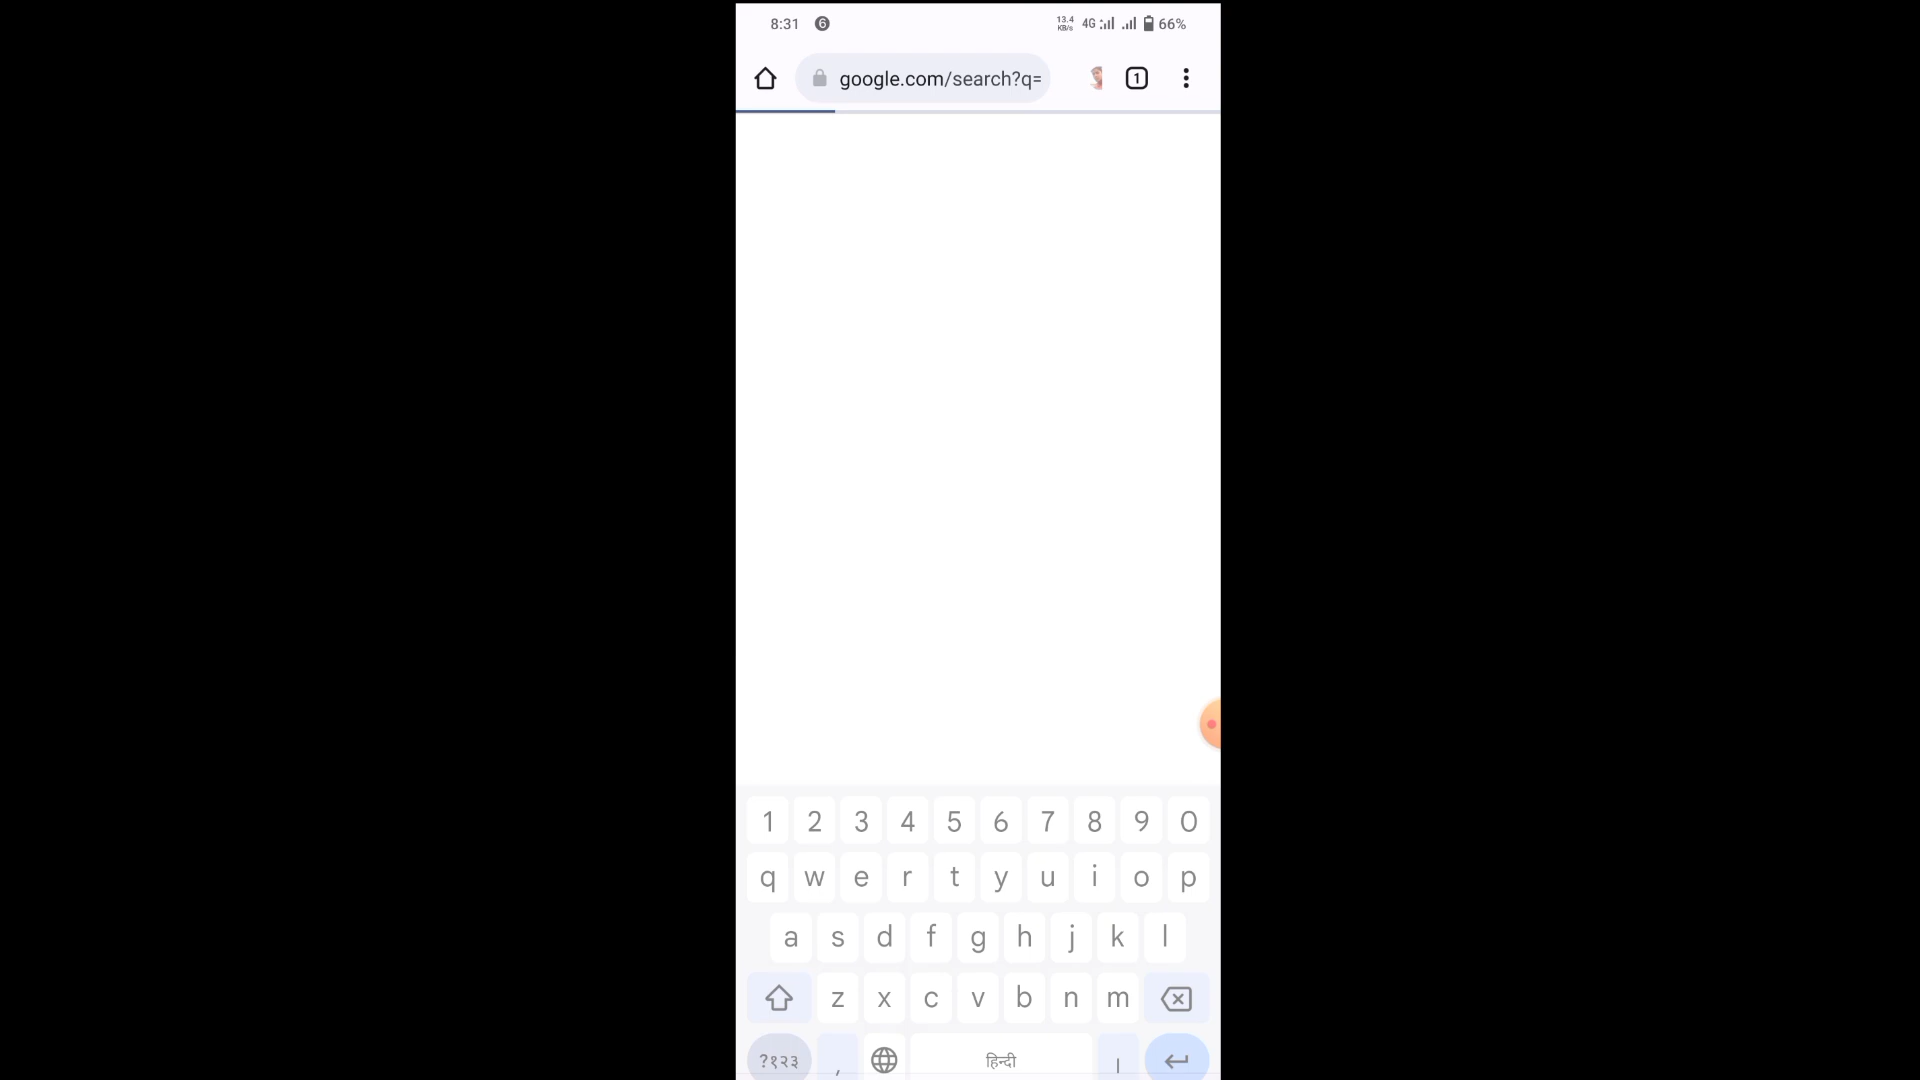 8:31 6 13.4 KB/s 4G 66%
google.com/search?q= 1
1 2 3 4 5 6 7 8 9 0
q w e r t y u i o p
a s d f g h j k l
z x c v b n m
?१२३ , हिन्दी ।